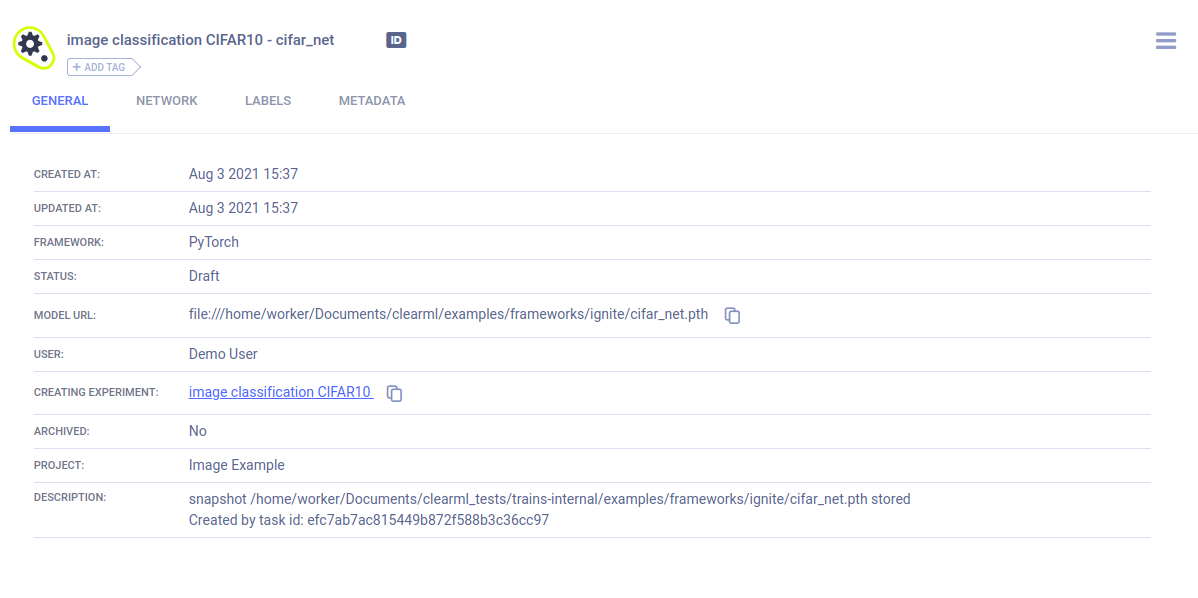 image classification CIFAR10 - cifar_net
ID
+ ADD TAG
GENERAL NETWORK LABELS METADATA
CREATED AT: Aug 3 2021 15:37
UPDATED AT: Aug 3 2021 15:37
FRAMEWORK: PyTorch
STATUS: Draft
MODEL URL: file:///home/worker/Documents/clearml/examples/frameworks/ignite/cifar_net.pth
USER: Demo User
CREATING EXPERIMENT: image classification CIFAR10
ARCHIVED: No
PROJECT: Image Example
DESCRIPTION: snapshot /home/worker/Documents/clearml_tests/trains-internal/examples/frameworks/ignite/cifar_net.pth stored
Created by task id: efc7ab7ac815449b872f588b3c36cc97